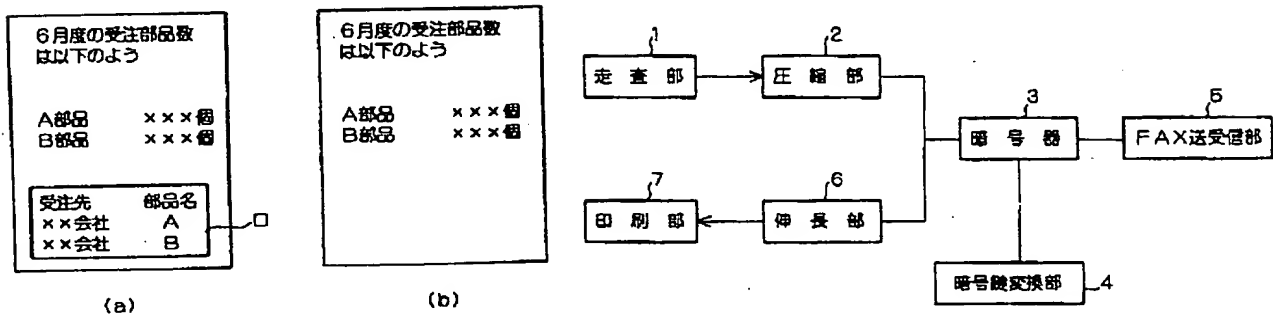 6月度の受注部品数
は以下のよう
A部品 ×××個
B部品 ×××個
受注先 部品名
××会社 A
××会社 B
ロ
(a)
6月度の受注部品数
は以下のよう
A部品 ×××個
B部品 ×××個
(b)
1
走査部
2
圧縮部
3
暗号器
5
FAX送受信部
7
印刷部
6
伸長部
暗号鍵変換部
4